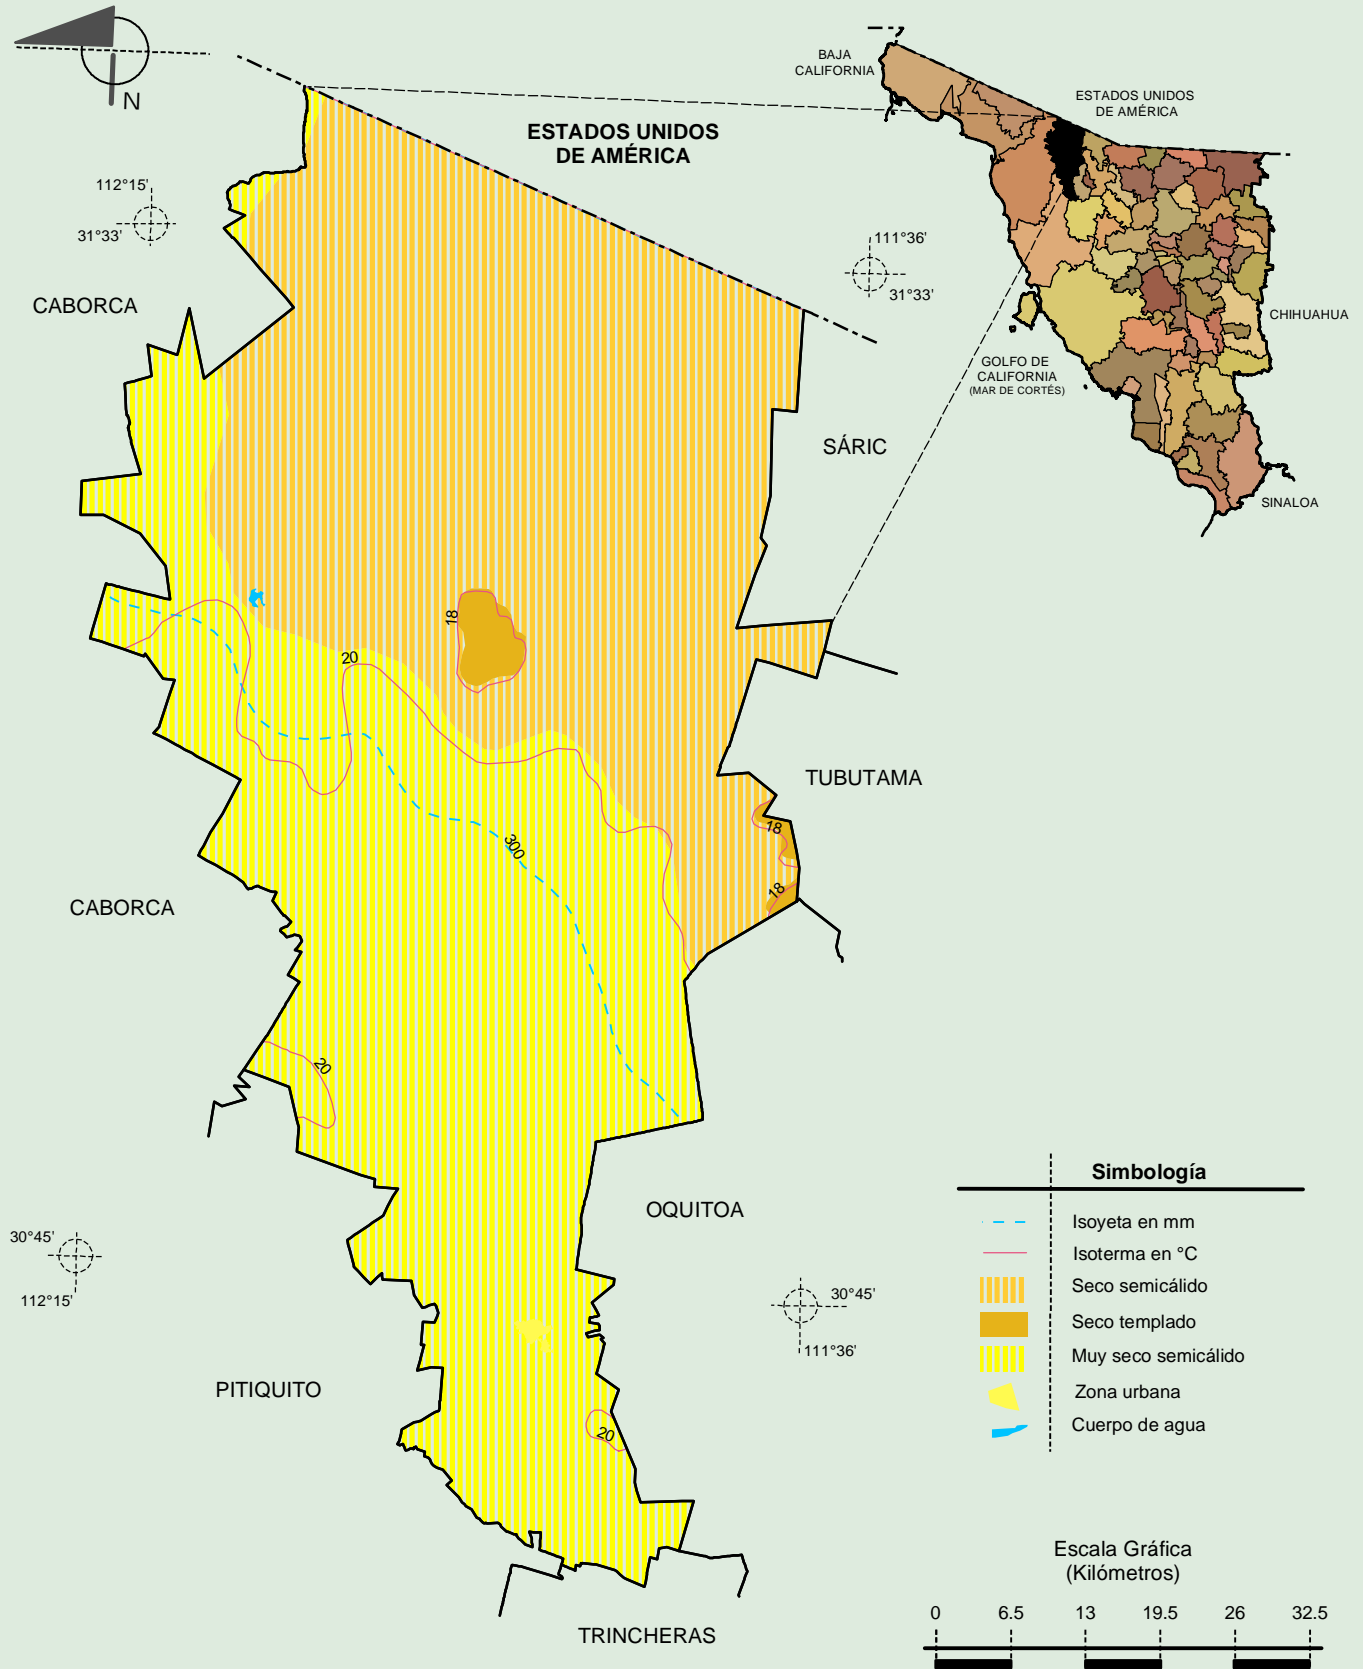 N
BAJA
CALIFORNIA
ESTADOS UNIDOS
DE AMÉRICA
ESTADOS UNIDOS
DE AMÉRICA
112°15'
31°33'
111°36'
31°33'
CABORCA
CHIHUAHUA
GOLFO DE
CALIFORNIA
(MAR DE CORTÉS)
SÁRIC
SINALOA
18
20
TUBUTAMA
18
300
18
CABORCA
20
Simbología
OQUITOA
Isoyeta en mm
30°45'
Isoterma en °C
Seco semicálido
112°15'
30°45'
Seco templado
111°36'
Muy seco semicálido
PITIQUITO
Zona urbana
Cuerpo de agua
20
Escala Gráfica
(Kilómetros)
0 6.5 13 19.5 26 32.5
TRINCHERAS